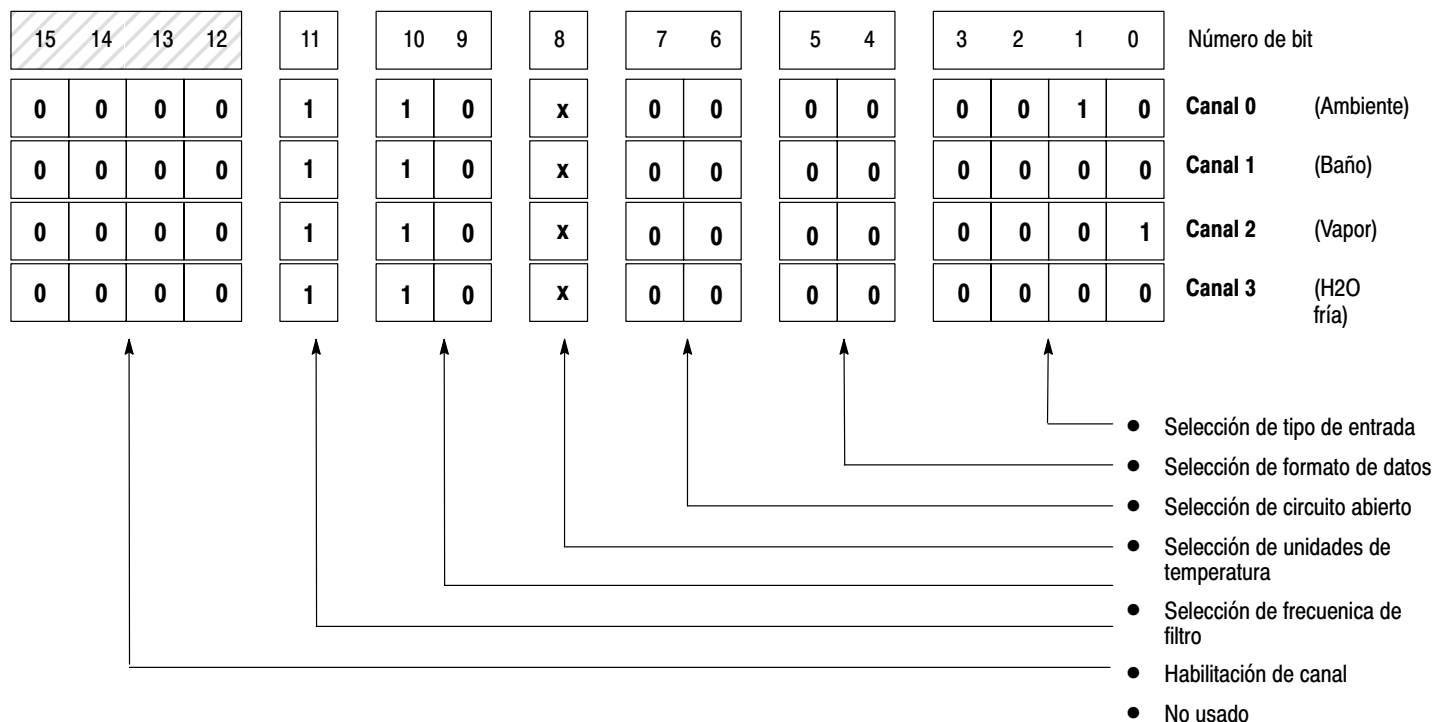 15 14 13 12 11 10 9 8 7 6 5 4 3 2 1 0 Número de bit
0 0 0 0 1 1 0 x 0 0 0 0 0 0 1 0 Canal 0 (Ambiente)
0 0 0 0 1 1 0 x 0 0 0 0 0 0 0 0 Canal 1 (Baño)
0 0 0 0 1 1 0 x 0 0 0 0 0 0 0 1 Canal 2 (Vapor)
0 0 0 0 1 1 0 x 0 0 0 0 0 0 0 0 Canal 3 (H2O
fría)
● Selección de tipo de entrada
● Selección de formato de datos
● Selección de circuito abierto
● Selección de unidades de
temperatura
● Selección de frecuenica de
filtro
● Habilitación de canal
● No usado